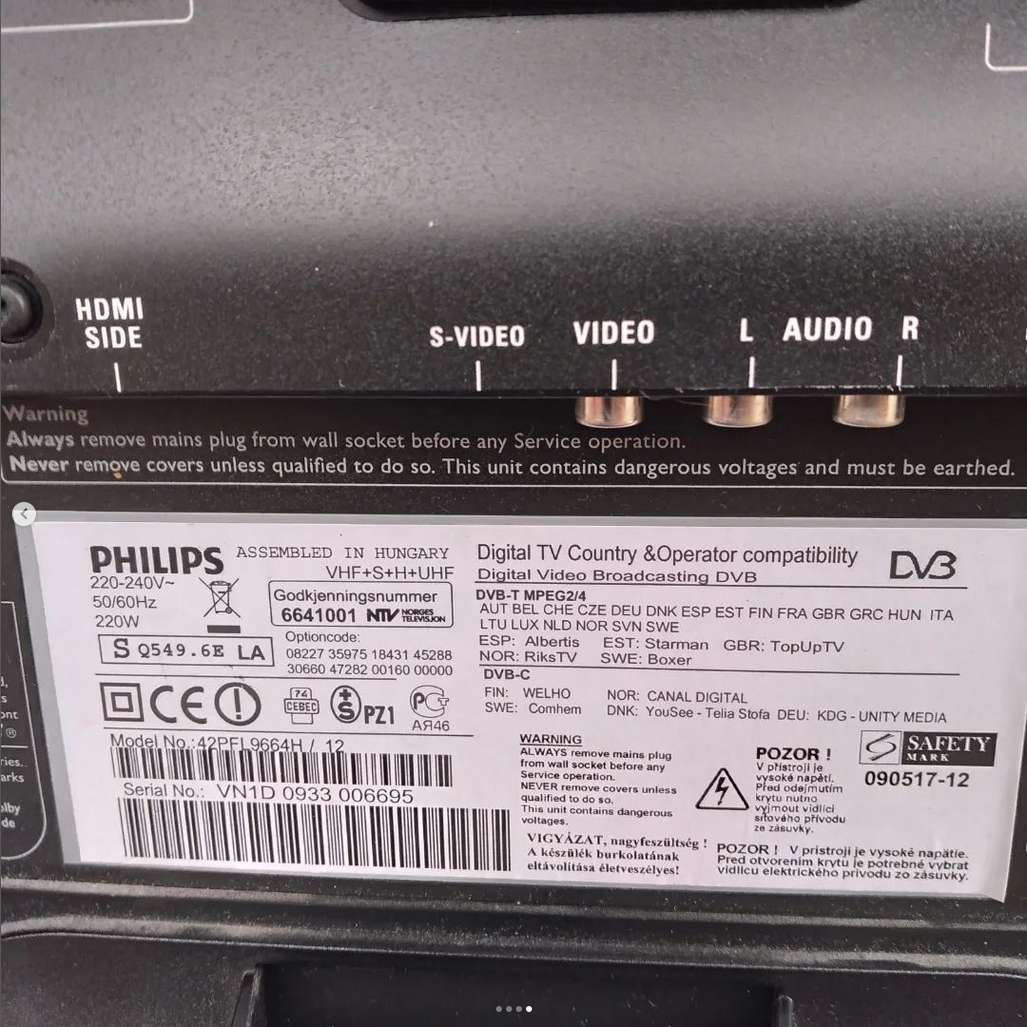 HDMI
SIDE
S-VIDEO
VIDEO
L AUDIO R
Warning
Always remove mains plug from wall socket before any Service operation.
Never remove covers unless qualified to do so. This unit contains dangerous voltages and must be earthed.
PHILIPS
ASSEMBLED IN HUNGARY
VHF+S+H+UHF
220-240V~
50/60Hz
220W
Godkjenningsnummer
6641001 NTV NORGES TELEVISJON
S Q549.6E LA
Optioncode:
08227 35975 18431 45288
30660 47282 00160 00000
CE
74
CEBEC
+S
PZ1
АЯ46
Model No.: 42PFL9664H / 12
Serial No.: VN1D 0933 006695
Digital TV Country &Operator compatibility
Digital Video Broadcasting DVB
DVB
DVB-T MPEG2/4
AUT BEL CHE CZE DEU DNK ESP EST FIN FRA GBR GRC HUN ITA
LTU LUX NLD NOR SVN SWE
ESP: Albertis EST: Starman GBR: TopUpTV
NOR: RiksTV SWE: Boxer
DVB-C
FIN: WELHO NOR: CANAL DIGITAL
SWE: Comhem DNK: YouSee - Telia Stofa DEU: KDG - UNITY MEDIA
WARNING
ALWAYS remove mains plug
from wall socket before any
Service operation.
NEVER remove covers unless
qualified to do so.
This unit contains dangerous
voltages.
POZOR !
V přístroji je
vysoké napětí.
Před odejmutím
krytu nutno
vyjmout vidlici
síťového přívodu
ze zásuvky.
S SAFETY
MARK
090517-12
VIGYÁZAT, nagyfeszültség !
A készülék burkolatának
eltávolítása életveszélyes!
POZOR ! V prístroji je vysoké napätie.
Pred otvorením krytu je potrebné vybrat
vidlicu elektrického prívodu zo zásuvky.